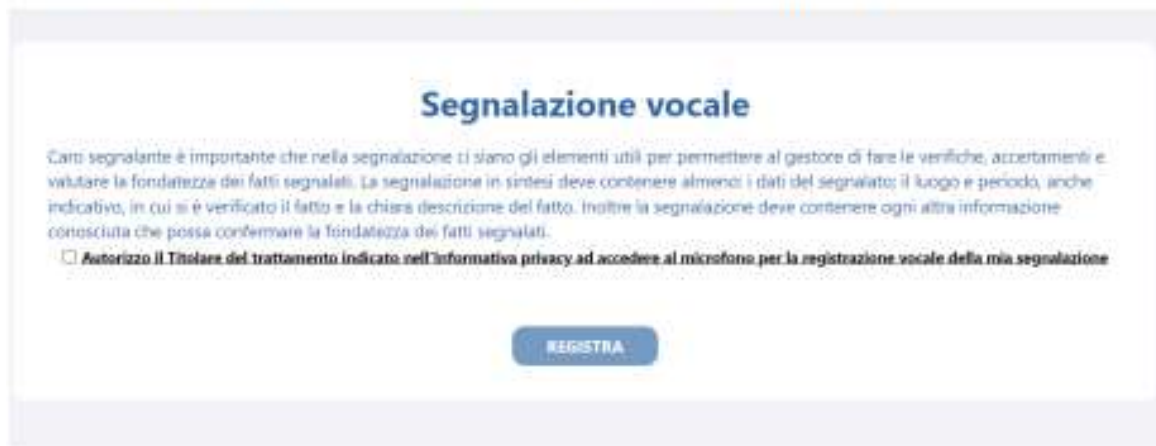 Segnalazione vocale
Caro segnalante è importante che nella segnalazione ci siano gli elementi utili per permettere al gestore di fare le verifiche, accertamenti e
valutare la fondatezza dei fatti segnalati. La segnalazione in sintesi deve contenere almeno: i dati del segnalato; il luogo e periodo, anche
indicativo, in cui si è verificato il fatto e la chiara descrizione del fatto. Inoltre la segnalazione deve contenere ogni altra informazione
conosciuta che possa confermare la fondatezza dei fatti segnalati.
Autorizzo il Titolare del trattamento indicato nell'Informativa privacy ad accedere al microfono per la registrazione vocale della mia segnalazione
REGISTRA